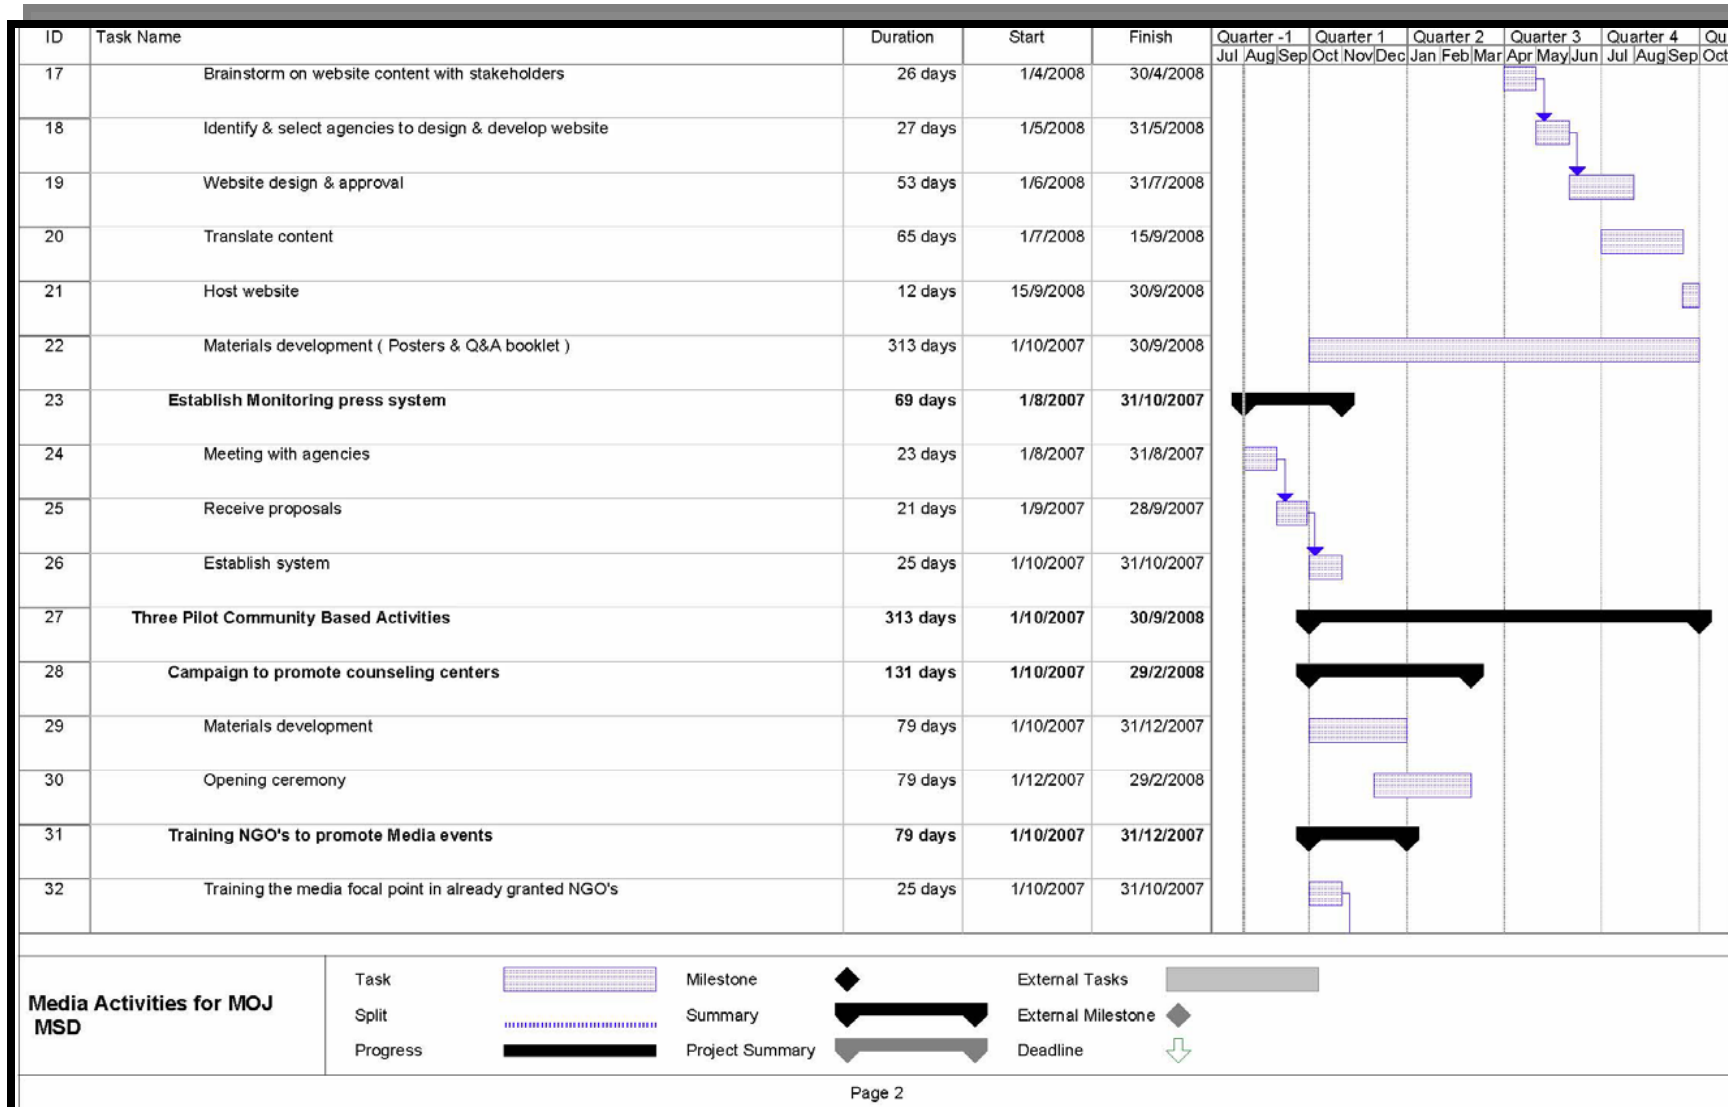 ID Task Name Duration Start Finish Quarter -1 Quarter 1 Quarter 2 Quarter 3 Quarter 4 Qu
Jul Aug Sep Oct Nov Dec Jan Feb Mar Apr May Jun Jul Aug Sep Oct
17 Brainstorm on website content with stakeholders 26 days 1/4/2008 30/4/2008
18 Identify & select agencies to design & develop website 27 days 1/5/2008 31/5/2008
19 Website design & approval 53 days 1/6/2008 31/7/2008
20 Translate content 65 days 1/7/2008 15/9/2008
21 Host website 12 days 15/9/2008 30/9/2008
22 Materials development ( Posters & Q&A booklet ) 313 days 1/10/2007 30/9/2008
23 Establish Monitoring press system 69 days 1/8/2007 31/10/2007
24 Meeting with agencies 23 days 1/8/2007 31/8/2007
25 Receive proposals 21 days 1/9/2007 28/9/2007
26 Establish system 25 days 1/10/2007 31/10/2007
27 Three Pilot Community Based Activities 313 days 1/10/2007 30/9/2008
28 Campaign to promote counseling centers 131 days 1/10/2007 29/2/2008
29 Materials development 79 days 1/10/2007 31/12/2007
30 Opening ceremony 79 days 1/12/2007 29/2/2008
31 Training NGO's to promote Media events 79 days 1/10/2007 31/12/2007
32 Training the media focal point in already granted NGO's 25 days 1/10/2007 31/10/2007
Media Activities for MOJ
MSD
Task Milestone External Tasks
Split Summary External Milestone
Progress Project Summary Deadline
Page 2